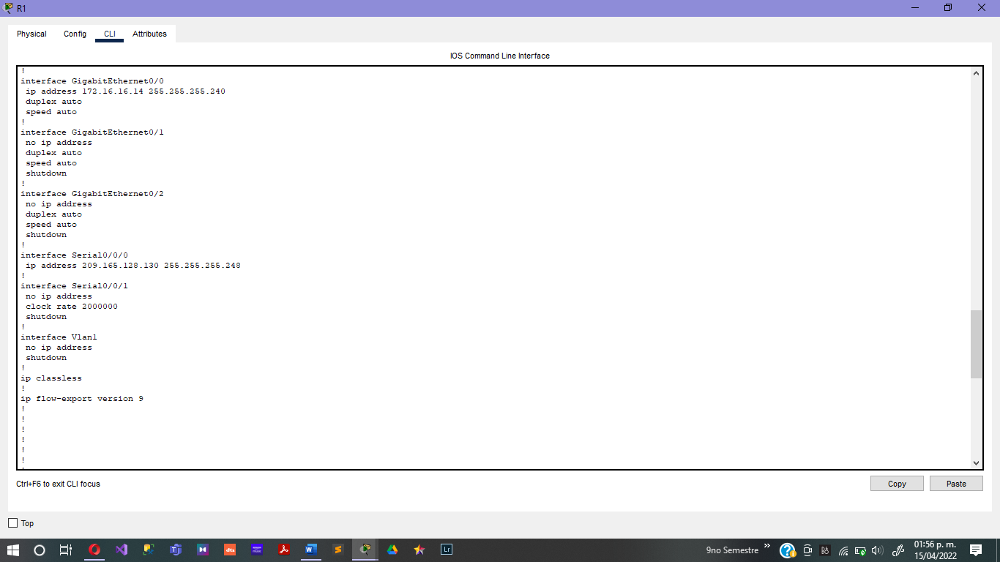 R1
Physical Config CLI Attributes
IOS Command Line Interface
!
interface GigabitEthernet0/0
 ip address 172.16.16.14 255.255.255.240
 duplex auto
 speed auto
!
interface GigabitEthernet0/1
 no ip address
 duplex auto
 speed auto
 shutdown
!
interface GigabitEthernet0/2
 no ip address
 duplex auto
 speed auto
 shutdown
!
interface Serial0/0/0
 ip address 209.165.128.130 255.255.255.248
!
interface Serial0/0/1
 no ip address
 clock rate 2000000
 shutdown
!
interface Vlan1
 no ip address
 shutdown
!
ip classless
!
ip flow-export version 9
!
!
!
!
!
!
Ctrl+F6 to exit CLI focus
Copy Paste
Top
dts
Lr
9no Semestre
01:56 p. m.
15/04/2022